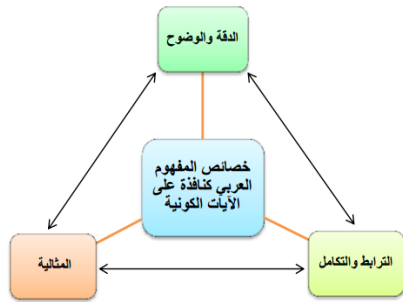 الدقة والوضوح
خصائص المفهوم
العربي كنافذة على
الآيات الكونية
المثالية
الترابط والتكامل